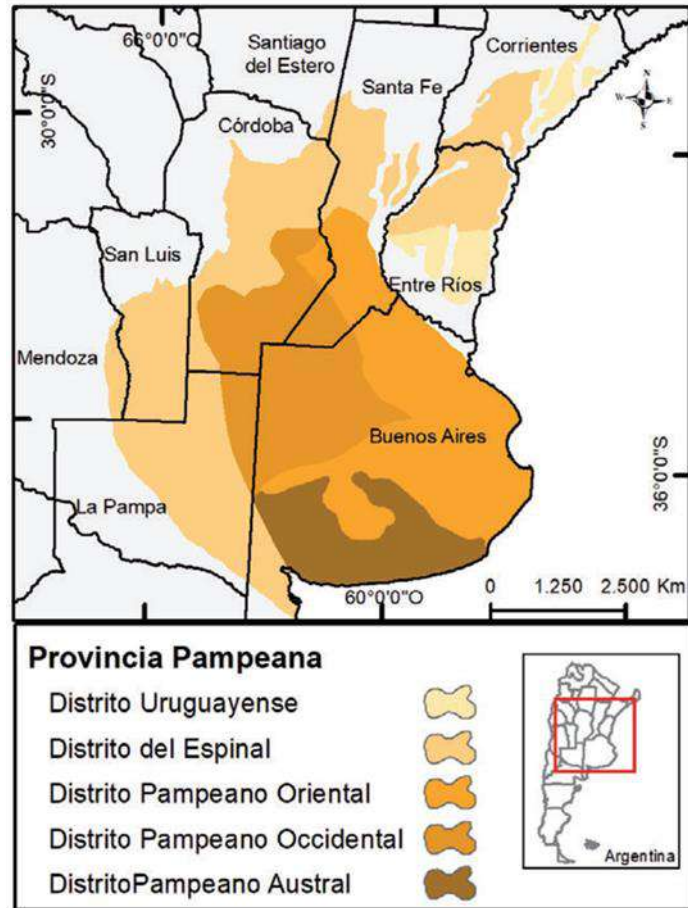 66°0'0"O
Santiago
del Estero
Corrientes
Santa Fe
N
W E
S
30°0'0"S
Córdoba
San Luis
Entre Ríos
Mendoza
Buenos Aires
36°0'0"S
La Pampa
60°0'0"O
0 1.250 2.500 Km
Provincia Pampeana
Distrito Uruguayense
Distrito del Espinal
Distrito Pampeano Oriental
Distrito Pampeano Occidental
DistritoPampeano Austral
Argentina